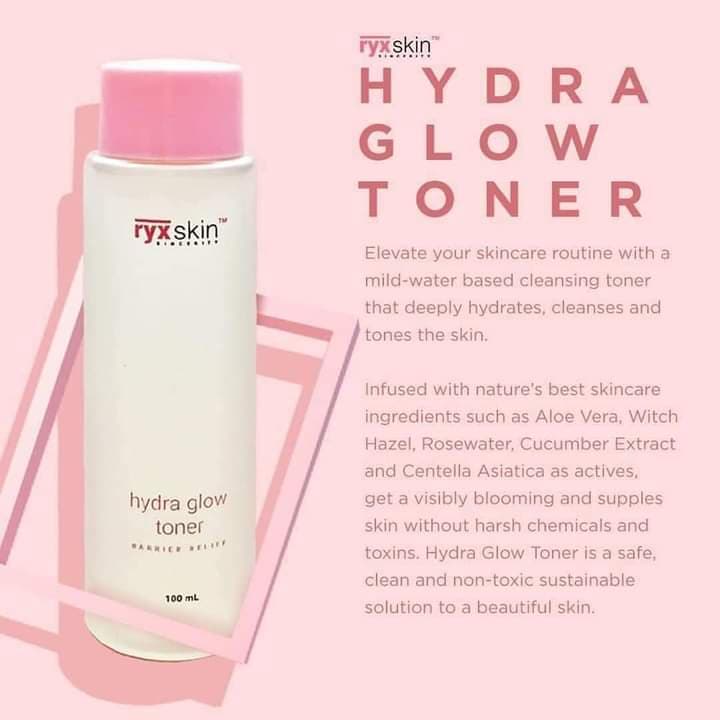 ryxskin™
SINCERITY
HYDRA
GLOW
TONER
Elevate your skincare routine with a
mild-water based cleansing toner
that deeply hydrates, cleanses and
tones the skin.
Infused with nature's best skincare
ingredients such as Aloe Vera, Witch
Hazel, Rosewater, Cucumber Extract
and Centella Asiatica as actives,
get a visibly blooming and supples
skin without harsh chemicals and
toxins. Hydra Glow Toner is a safe,
clean and non-toxic sustainable
solution to a beautiful skin.
ryxskin™
SINCERITY
hydra glow
toner
BARRIER RELIEF
100 mL